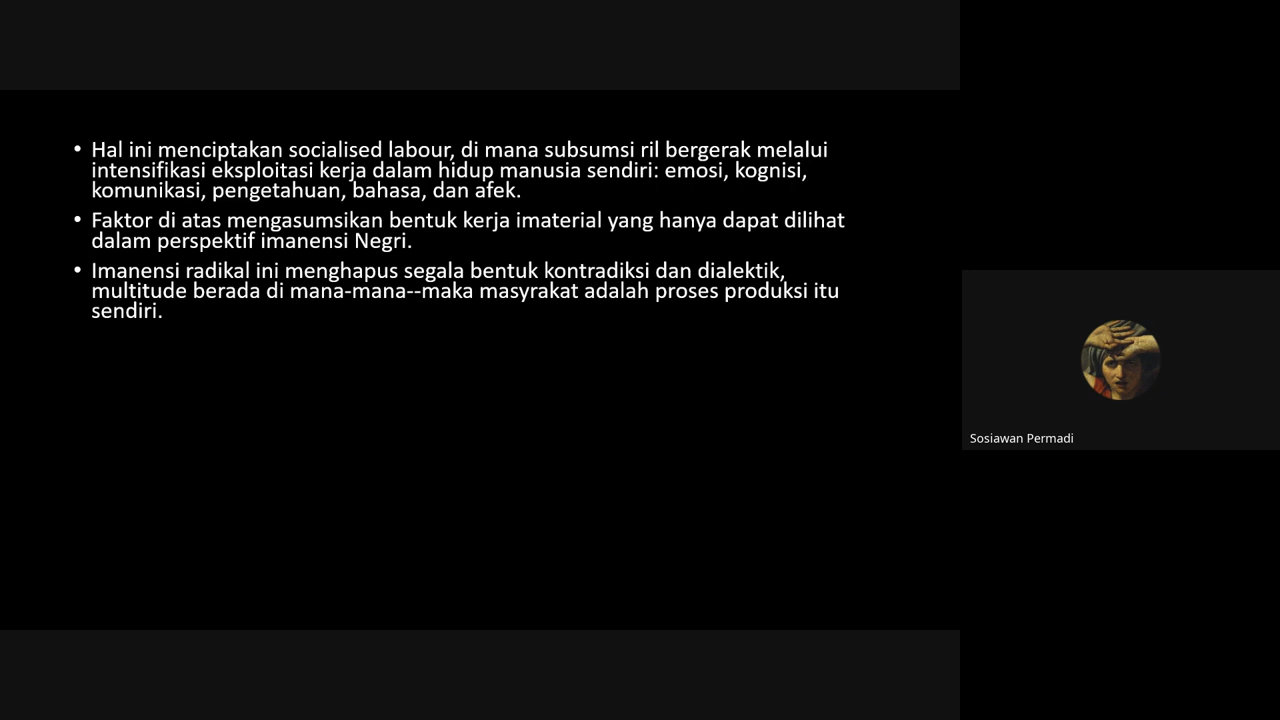 • Hal ini menciptakan socialised labour, di mana subsumsi ril bergerak melalui
intensifikasi eksploitasi kerja dalam hidup manusia sendiri: emosi, kognisi,
komunikasi, pengetahuan, bahasa, dan afek.
• Faktor di atas mengasumsikan bentuk kerja imaterial yang hanya dapat dilihat
dalam perspektif imanensi Negri.
• Imanensi radikal ini menghapus segala bentuk kontradiksi dan dialektik,
multitude berada di mana-mana--maka masyrakat adalah proses produksi itu
sendiri.
Sosiawan Permadi